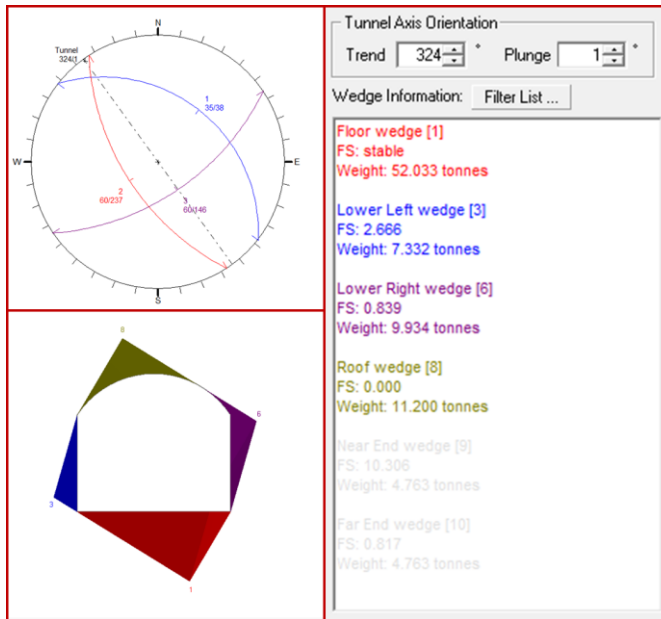 N
Tunnel
324/1
1
35/38
W
E
2
60/237
3
60/146
S
8
6
3
1
Tunnel Axis Orientation
Trend 324 ° Plunge 1 °
Wedge Information: Filter List ...
Floor wedge [1]
FS: stable
Weight: 52.033 tonnes
Lower Left wedge [3]
FS: 2.666
Weight: 7.332 tonnes
Lower Right wedge [6]
FS: 0.839
Weight: 9.934 tonnes
Roof wedge [8]
FS: 0.000
Weight: 11.200 tonnes
Near End wedge [9]
FS: 10.306
Weight: 4.763 tonnes
Far End wedge [10]
FS: 0.817
Weight: 4.763 tonnes